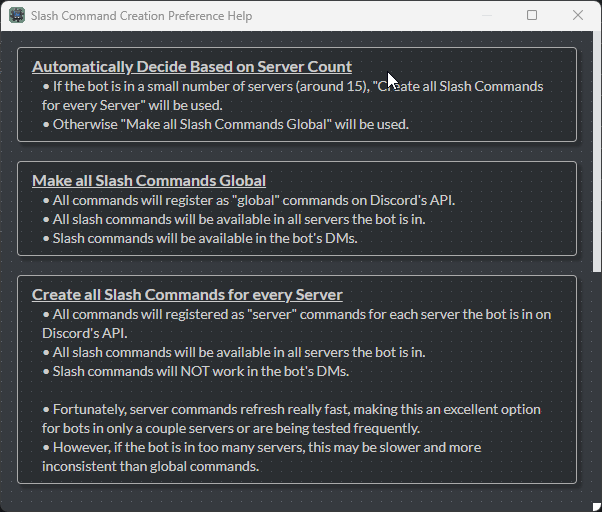 Slash Command Creation Preference Help
Automatically Decide Based on Server Count
• If the bot is in a small number of servers (around 15), "Create all Slash Commands
for every Server" will be used.
• Otherwise "Make all Slash Commands Global" will be used.
Make all Slash Commands Global
• All commands will register as "global" commands on Discord's API.
• All slash commands will be available in all servers the bot is in.
• Slash commands will be available in the bot's DMs.
Create all Slash Commands for every Server
• All commands will registered as "server" commands for each server the bot is in on
Discord's API.
• All slash commands will be available in all servers the bot is in.
• Slash commands will NOT work in the bot's DMs.
• Fortunately, server commands refresh really fast, making this an excellent option
for bots in only a couple servers or are being tested frequently.
• However, if the bot is in too many servers, this may be slower and more
inconsistent than global commands.